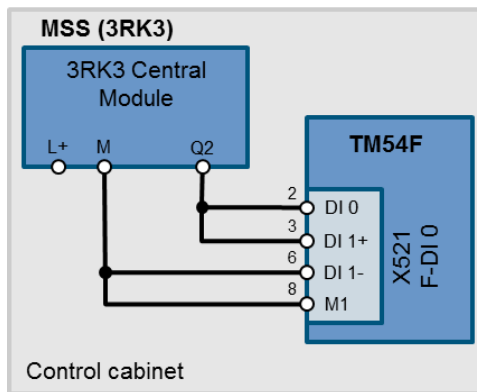 MSS (3RK3)
3RK3 Central
Module
L+ M Q2
TM54F
2 DI 0
3 DI 1+
6 DI 1-
8 M1
X521
F-DI 0
Control cabinet